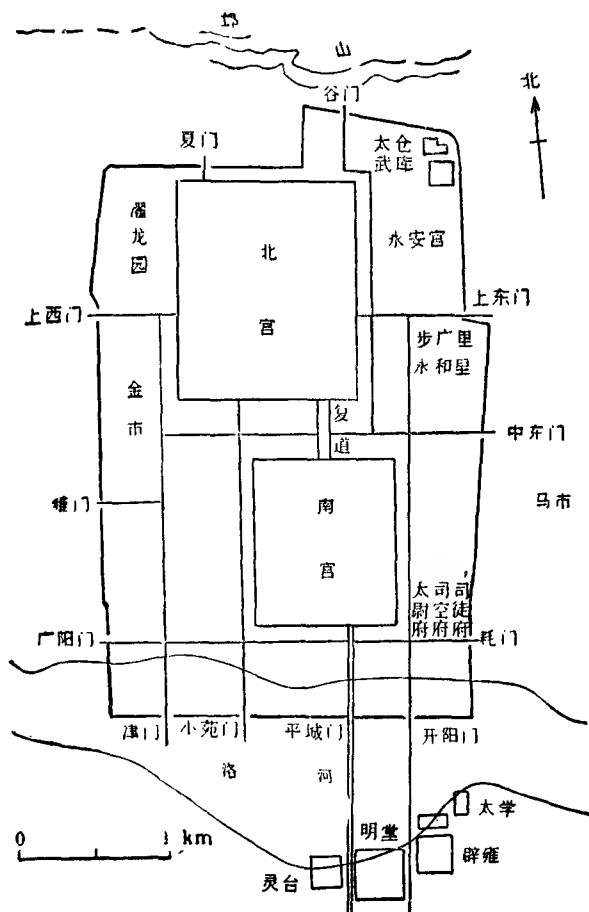 邙山
北
谷门
夏门
太仓
武库
濯龙园
北宫
永安宫
上西门
上东门
步广里
永和里
金市
复道
中东门
雍门
南宫
马市
太尉府
司空府
司徒府
广阳门
耗门
津门
小苑门
平城门
开阳门
洛河
太学
明堂
0 1 km
辟雍
灵台